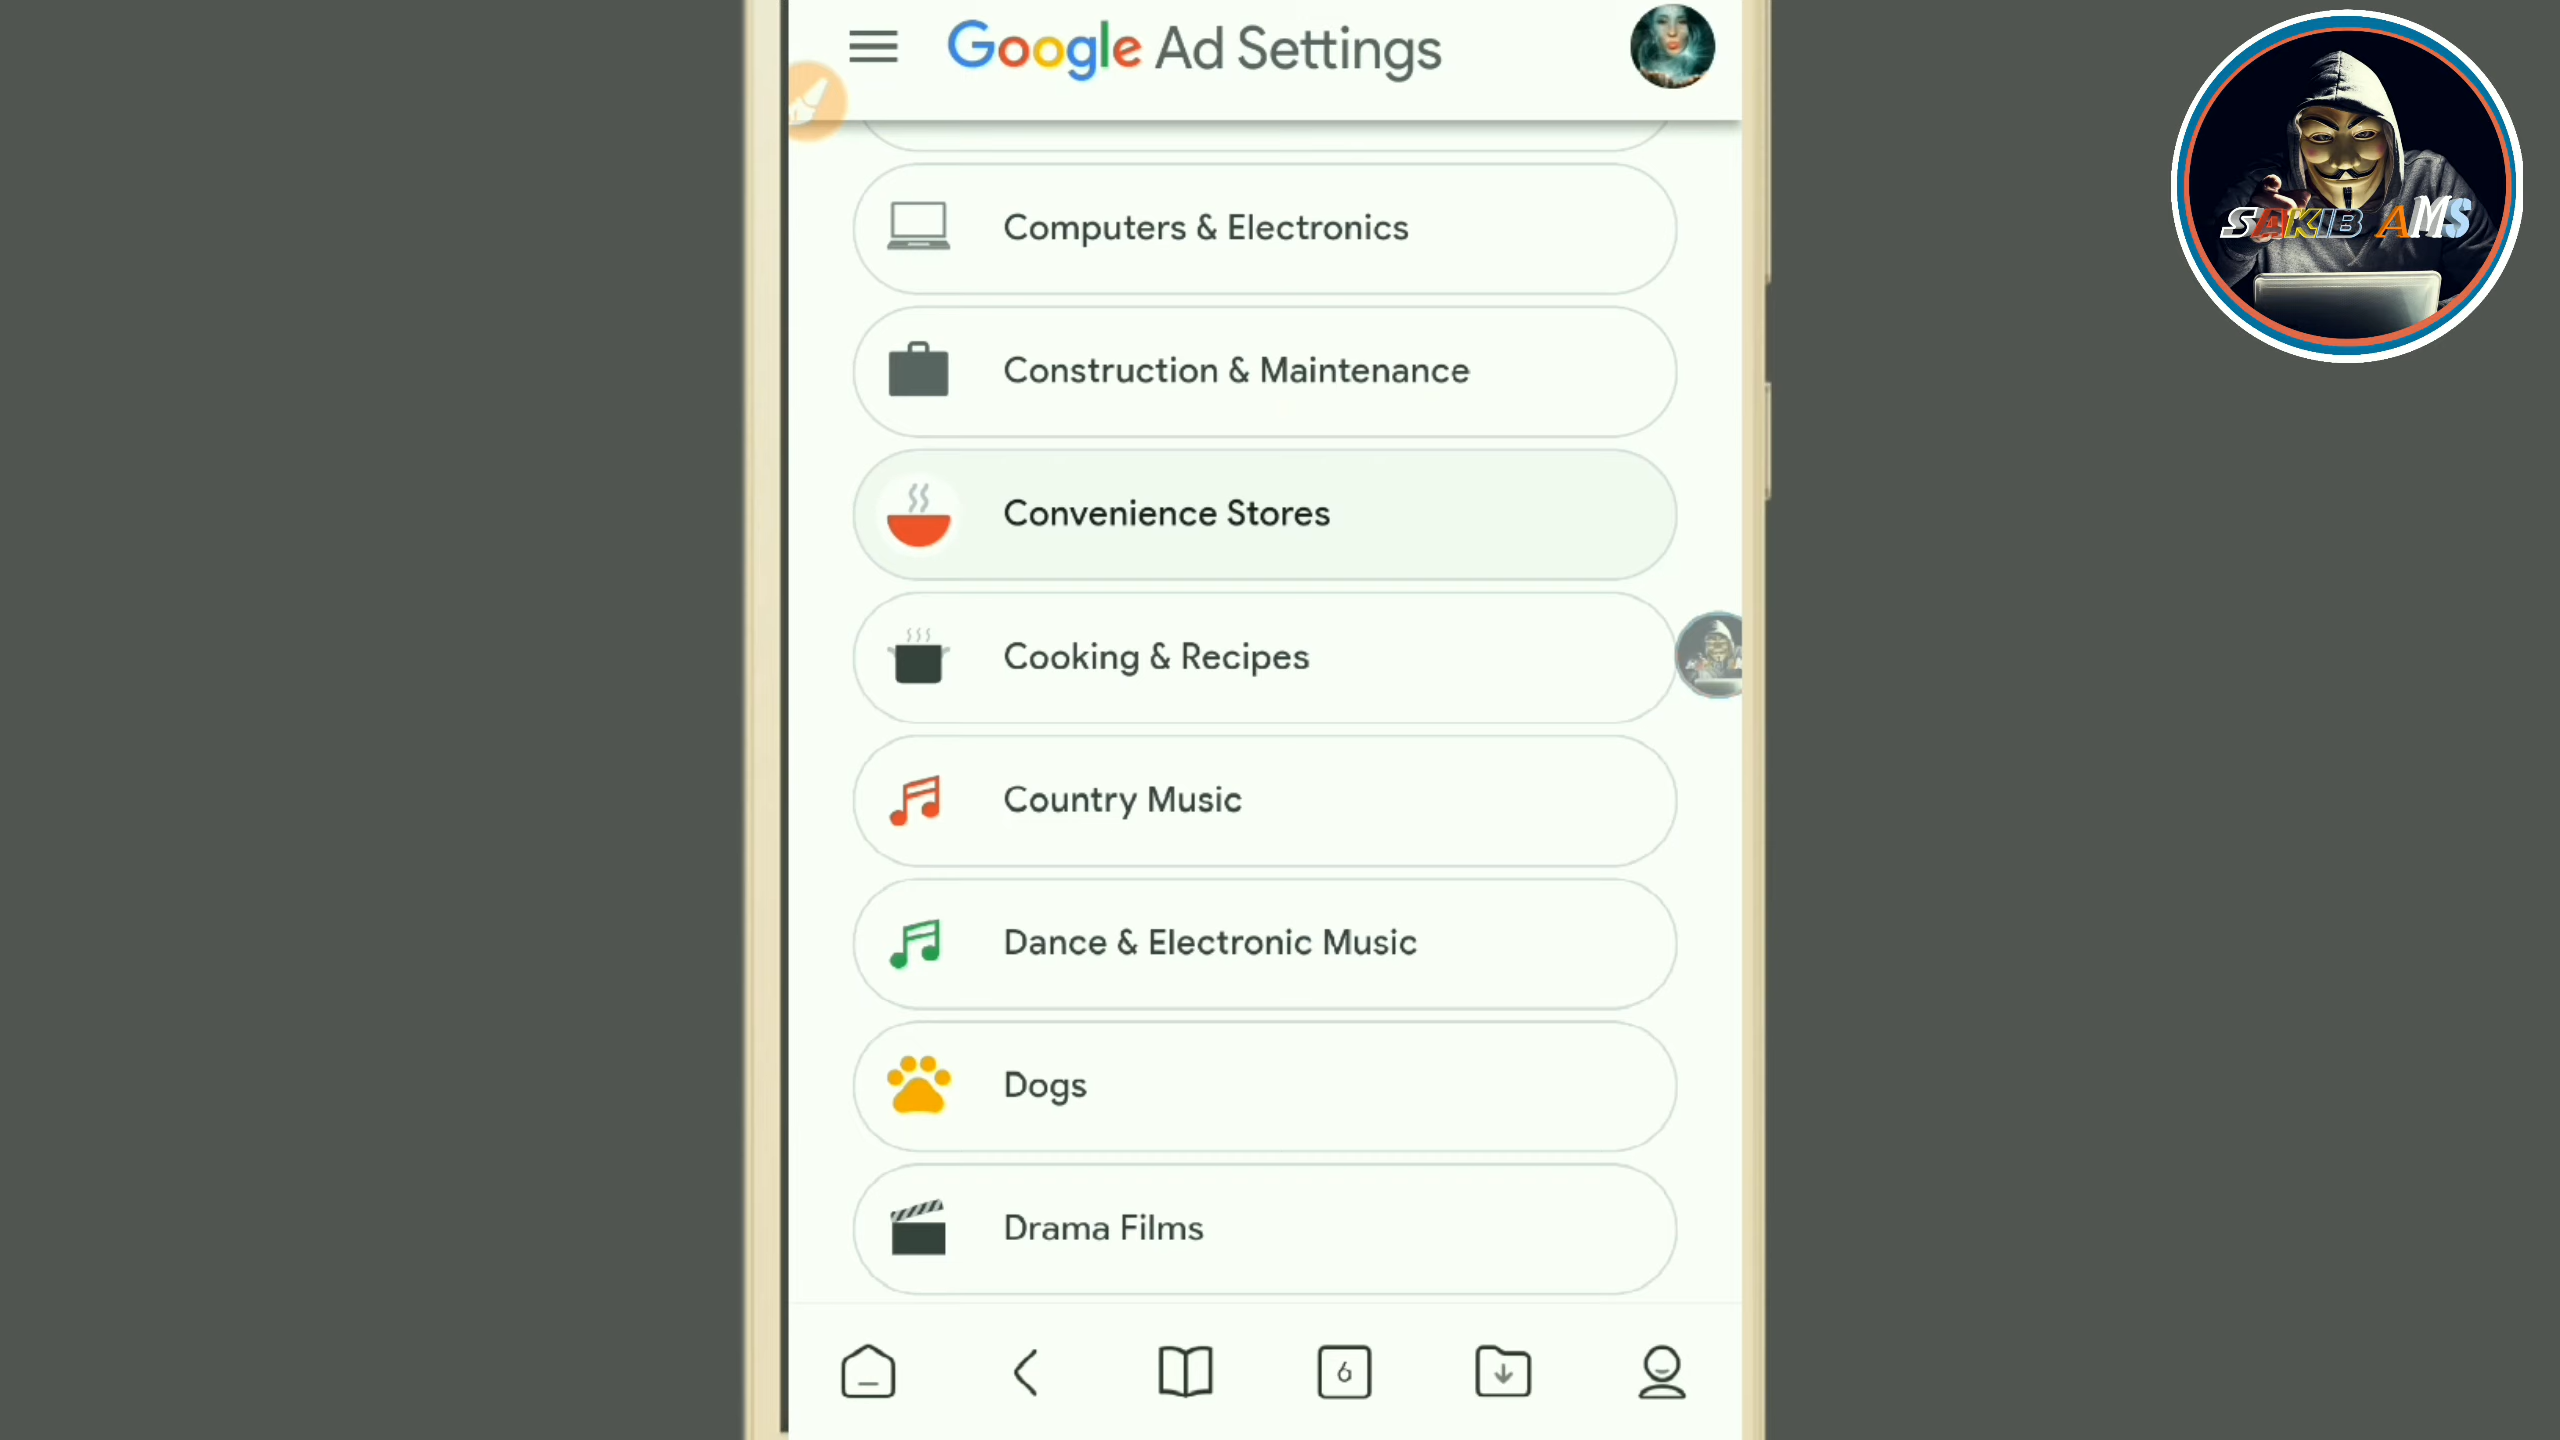 Google Ad Settings
SAKIB AMS
Computers & Electronics
Construction & Maintenance
Convenience Stores
Cooking & Recipes
Country Music
Dance & Electronic Music
Dogs
Drama Films
6